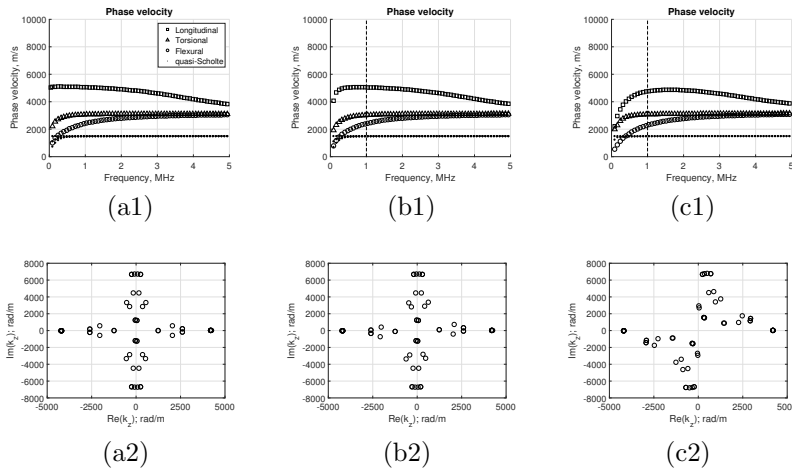 Phase velocity
Phase velocity, m/s
10000
8000
6000
4000
2000
0
Longitudinal
Torsional
Flexural
quasi-Scholte
0 1 2 3 4 5
Frequency, MHz
(a1)
Phase velocity
Phase velocity, m/s
10000
8000
6000
4000
2000
0
0 1 2 3 4 5
Frequency, MHz
(b1)
Phase velocity
Phase velocity, m/s
10000
8000
6000
4000
2000
0
0 1 2 3 4 5
Frequency, MHz
(c1)
Im(k_z); rad/m
8000
6000
4000
2000
0
-2000
-4000
-6000
-8000
-5000 -2500 0 2500 5000
Re(k_z); rad/m
(a2)
Im(k_z); rad/m
8000
6000
4000
2000
0
-2000
-4000
-6000
-8000
-5000 -2500 0 2500 5000
Re(k_z); rad/m
(b2)
Im(k_z); rad/m
8000
6000
4000
2000
0
-2000
-4000
-6000
-8000
-5000 -2500 0 2500 5000
Re(k_z); rad/m
(c2)